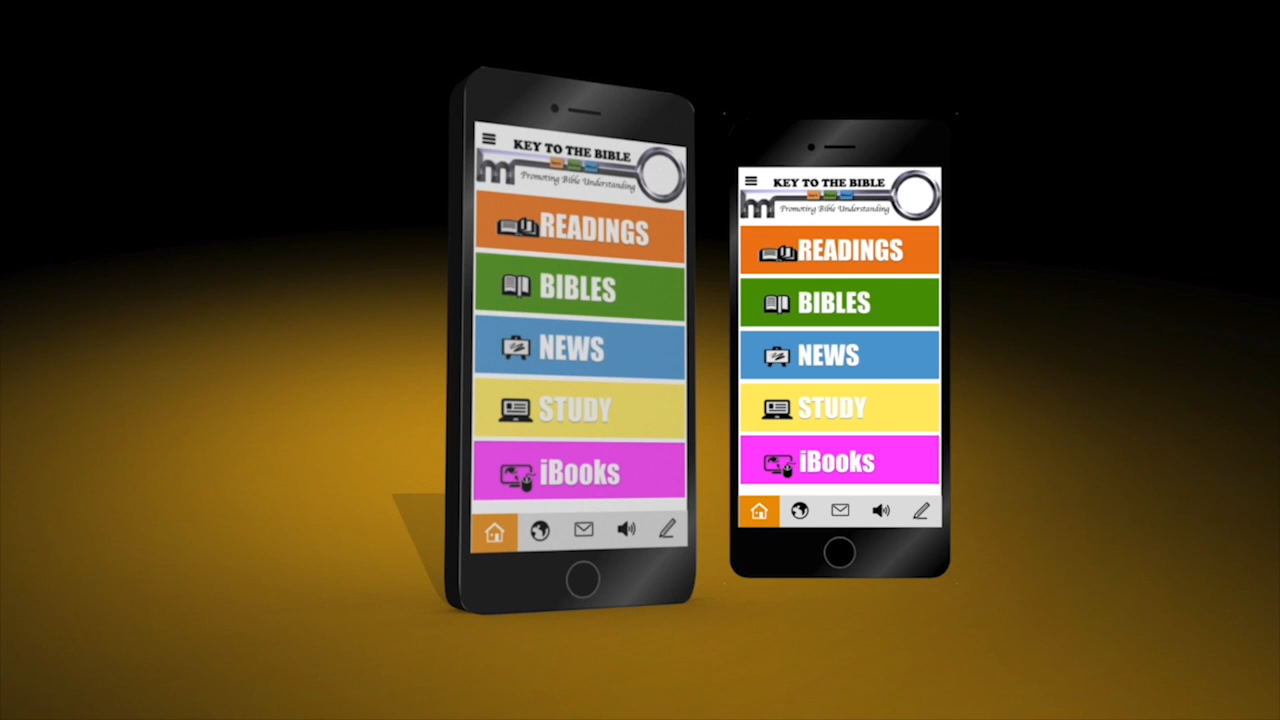 KEY TO THE BIBLE
Promoting Bible Understanding
READINGS
BIBLES
NEWS
STUDY
iBooks
KEY TO THE BIBLE
Promoting Bible Understanding
READINGS
BIBLES
NEWS
STUDY
iBooks